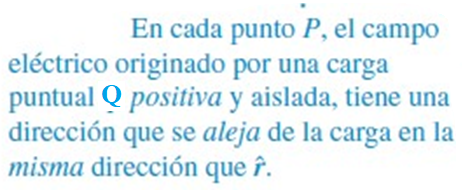 En cada punto P, el campo
eléctrico originado por una carga
puntual Q positiva y aislada, tiene una
dirección que se aleja de la carga en la
misma dirección que r̂.